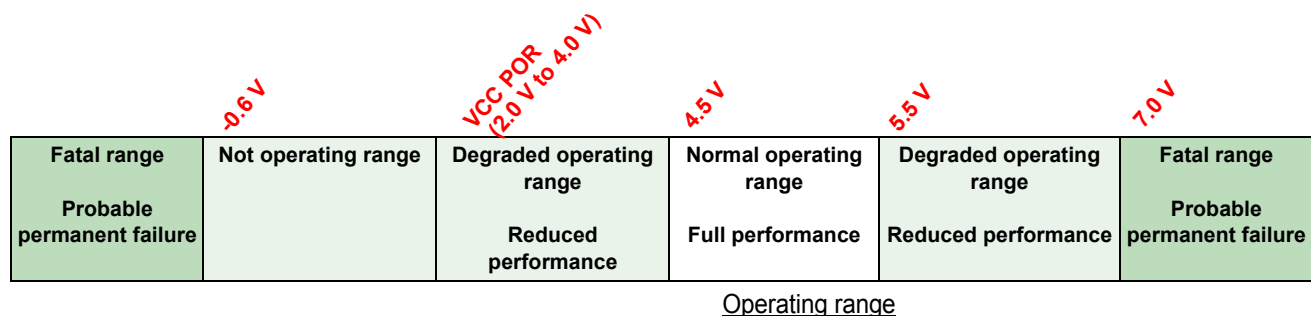 -0.6 V
VCC POR
(2.0 V to 4.0 V)
4.5 V
5.5 V
7.0 V
Fatal range
Probable
permanent failure
Not operating range
Degraded operating
range
Reduced
performance
Normal operating
range
Full performance
Degraded operating
range
Reduced performance
Fatal range
Probable
permanent failure
Operating range